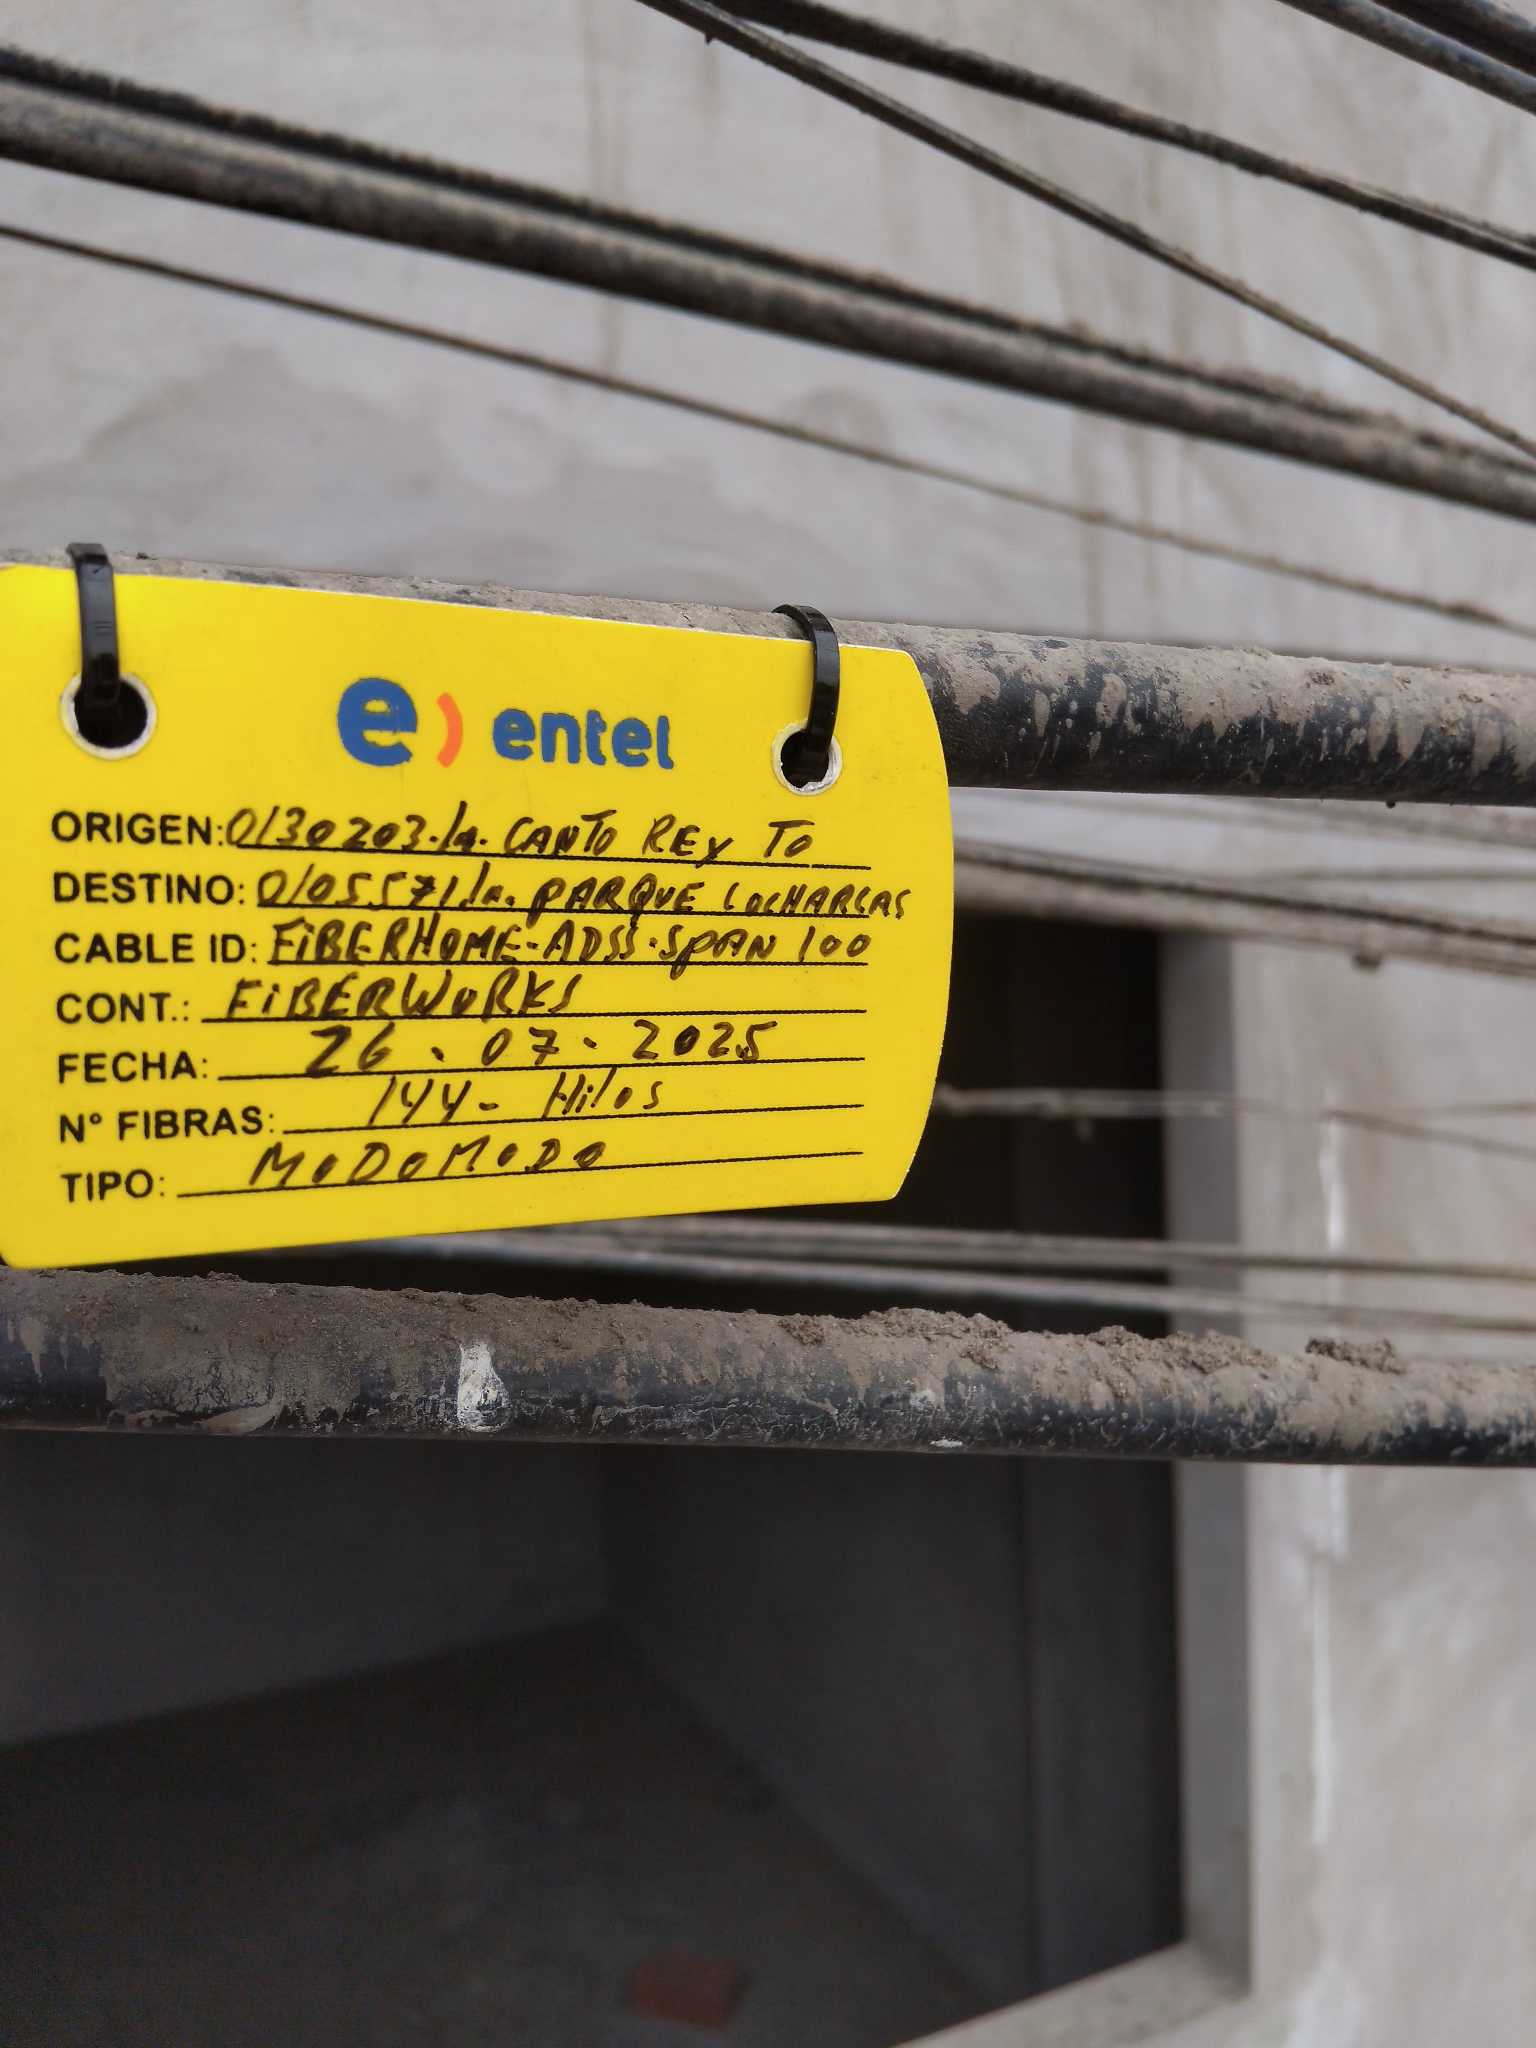 e) entel
ORIGEN: 0130203.la. CANTO REY TO
DESTINO: 0105571.la. PARQUE LOCHARCAS
CABLE ID: FiBERHOME-ADSS-SPAN 100
CONT.: FiBERWORKS
FECHA: 26.07.2025
N° FIBRAS: 144- Hilos
TIPO: MODOMODO